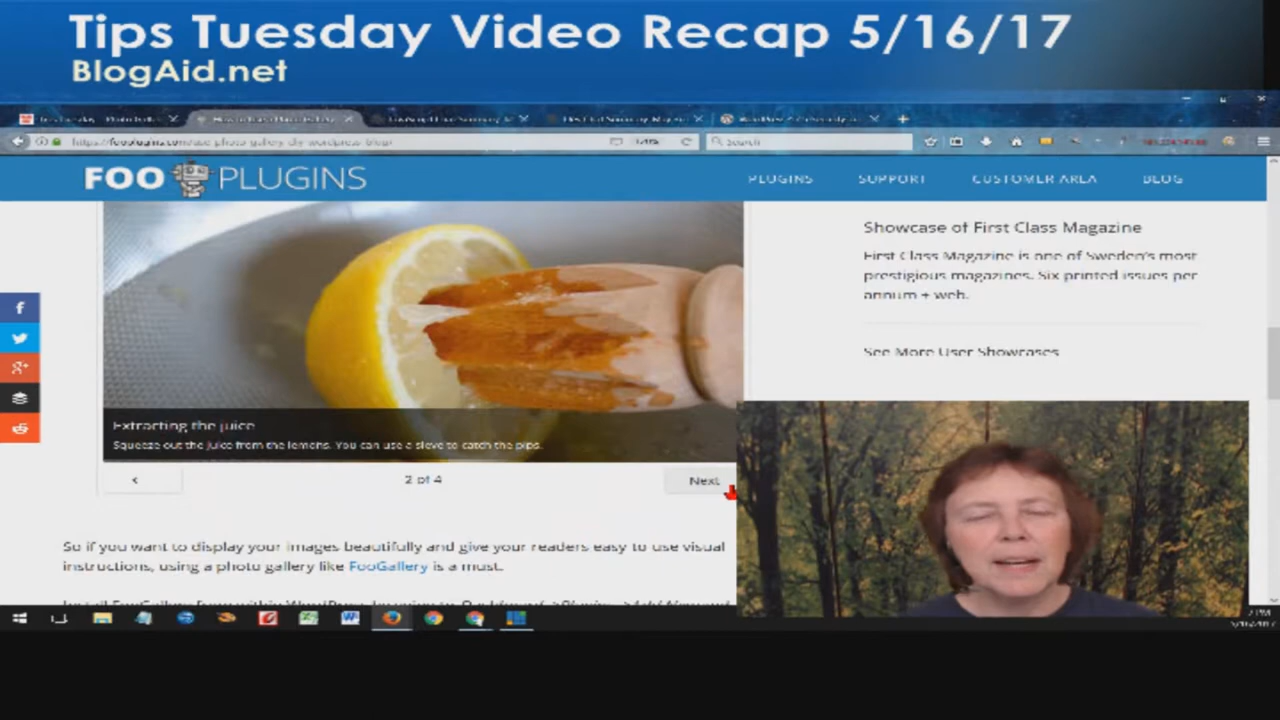 Tips Tuesday Video Recap 5/16/17
BlogAid.net
Search
FOO PLUGINS
PLUGINS SUPPORT CUSTOMER AREA BLOG
Showcase of First Class Magazine
First Class Magazine is one of Sweden's most
prestigious magazines. Six printed issues per
annum + web.
See More User Showcases
Extracting the juice
Squeeze out the juice from the lemons. You can use a sieve to catch the pips.
2 of 4
Next
So if you want to display your images beautifully and give your readers easy to use visual
instructions, using a photo gallery like FooGallery is a must.